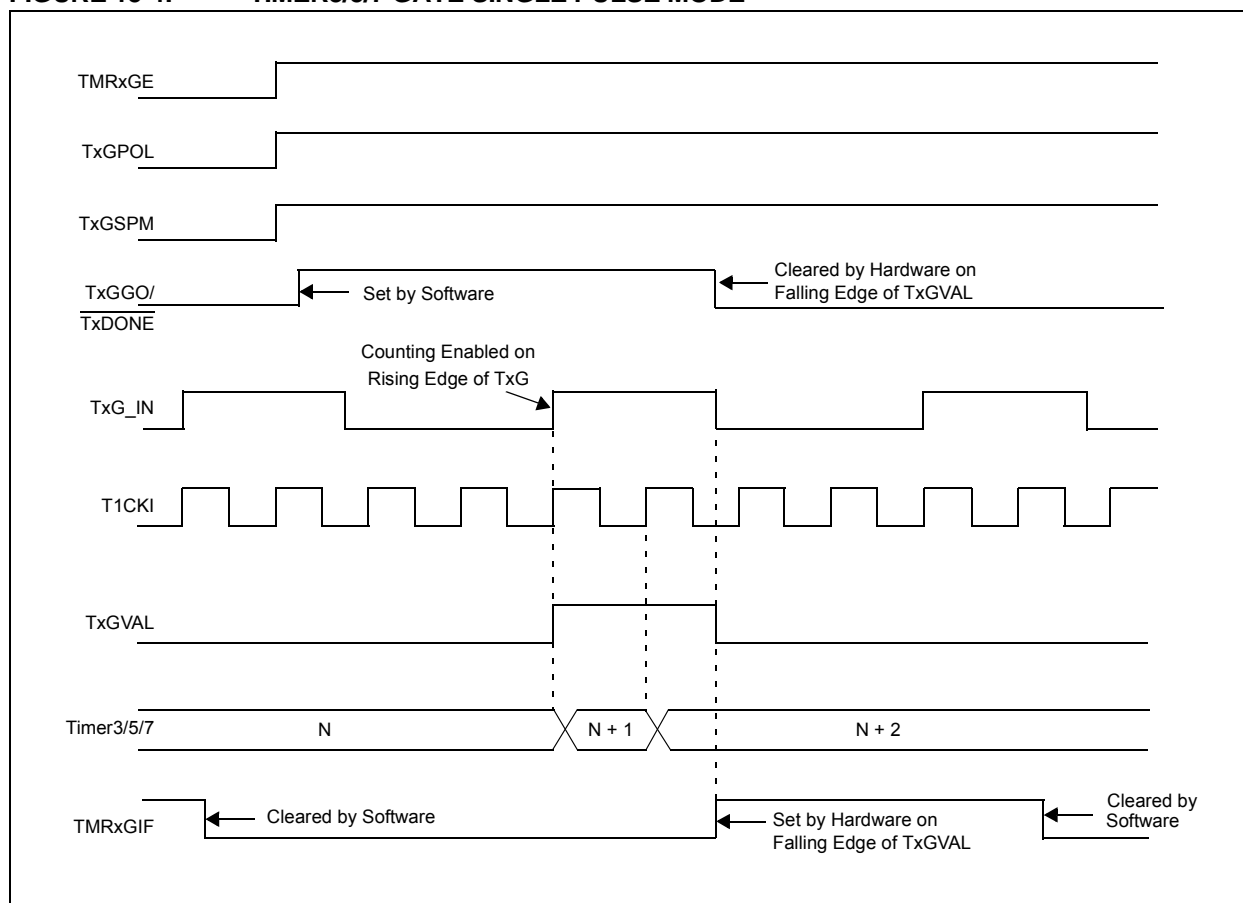 TMRxGE
TxGPOL
TxGSPM
TxGGO/
TxDONE
Set by Software
Cleared by Hardware on
Falling Edge of TxGVAL
Counting Enabled on
Rising Edge of TxG
TxG_IN
T1CKI
TxGVAL
Timer3/5/7
N
N + 1
N + 2
TMRxGIF
Cleared by Software
Set by Hardware on
Falling Edge of TxGVAL
Cleared by
Software